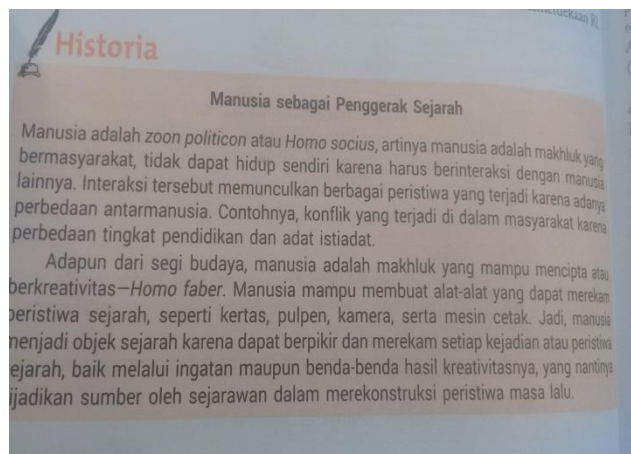 Historia
Manusia sebagai Penggerak Sejarah
Manusia adalah zoon politicon atau Homo socius, artinya manusia adalah makhluk yang
bermasyarakat, tidak dapat hidup sendiri karena harus berinteraksi dengan manusia
lainnya. Interaksi tersebut memunculkan berbagai peristiwa yang terjadi karena adanya
perbedaan antarmanusia. Contohnya, konflik yang terjadi di dalam masyarakat karena
perbedaan tingkat pendidikan dan adat istiadat.
Adapun dari segi budaya, manusia adalah makhluk yang mampu mencipta atau
berkreativitas—Homo faber. Manusia mampu membuat alat-alat yang dapat merekam
peristiwa sejarah, seperti kertas, pulpen, kamera, serta mesin cetak. Jadi, manusia
menjadi objek sejarah karena dapat berpikir dan merekam setiap kejadian atau peristiwa
ejarah, baik melalui ingatan maupun benda-benda hasil kreativitasnya, yang nantinya
ijadikan sumber oleh sejarawan dalam merekonstruksi peristiwa masa lalu.